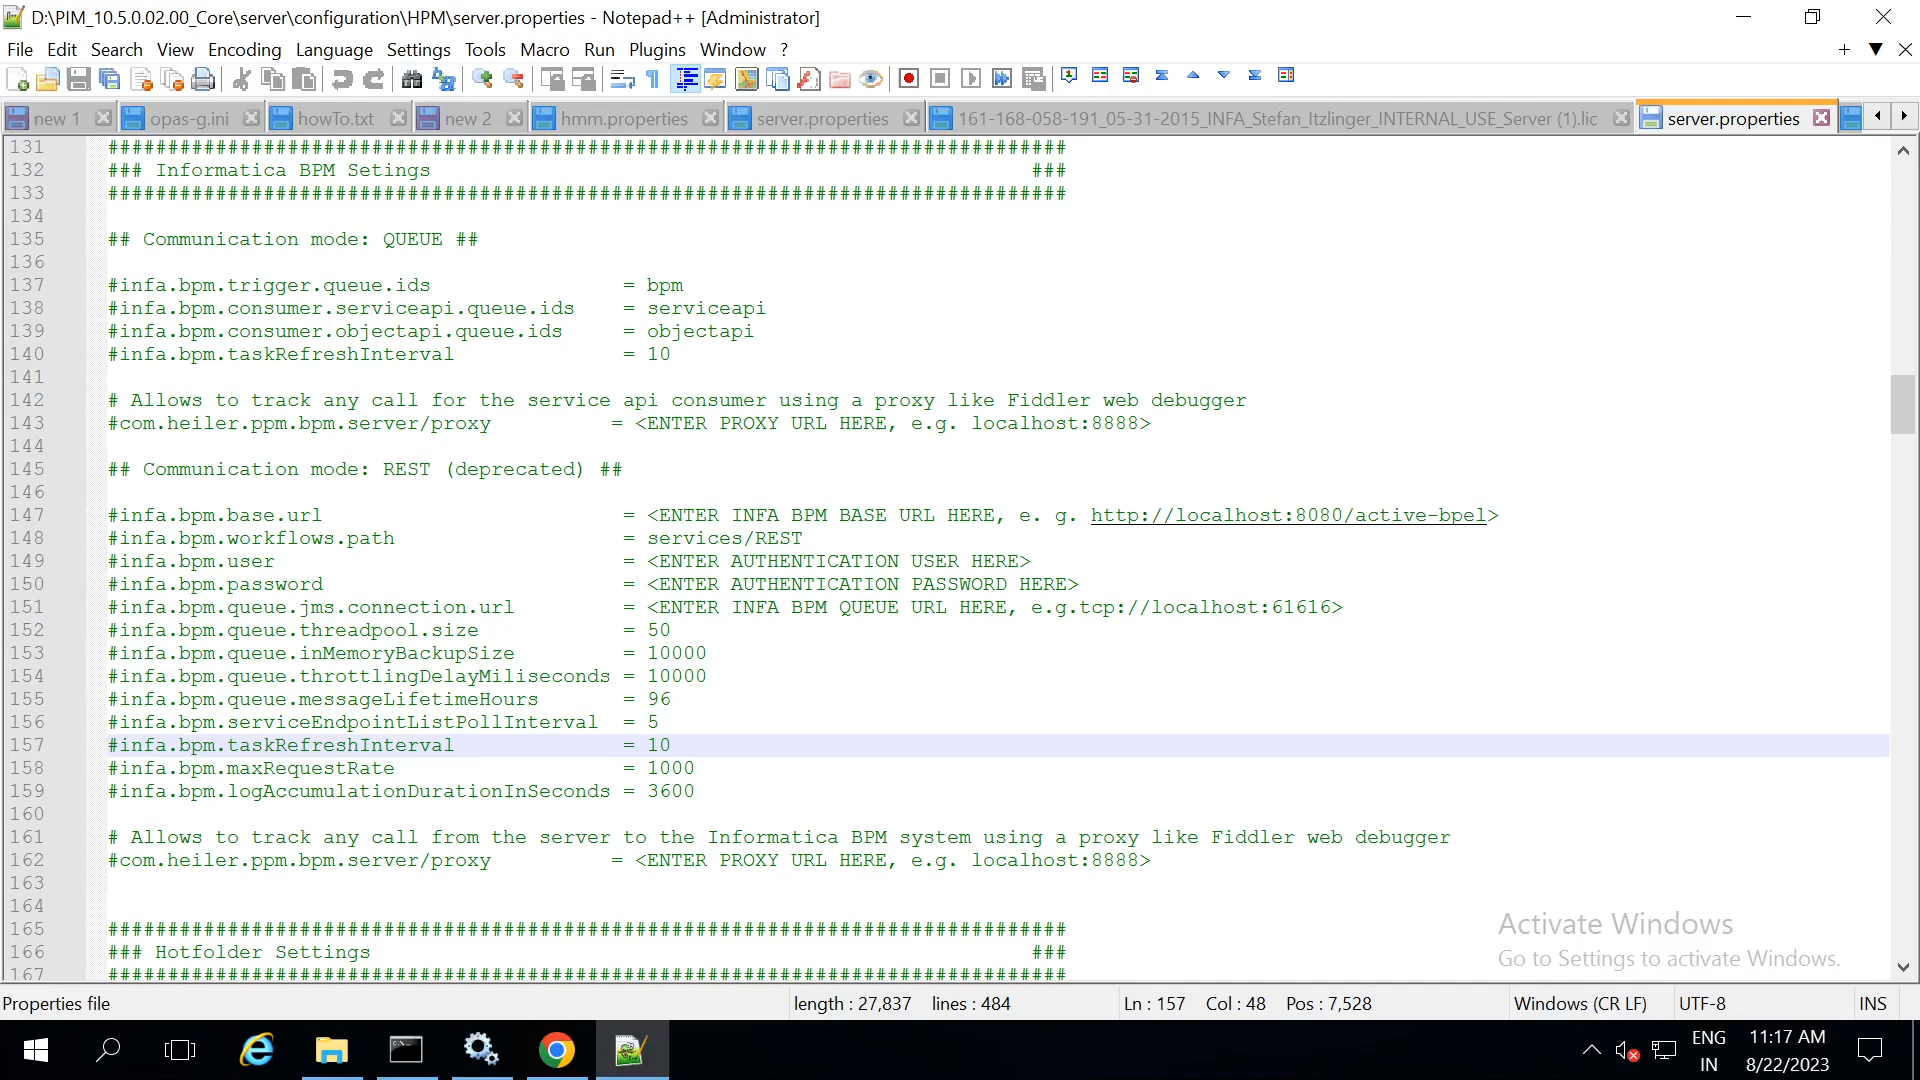 D:\PIM_10.5.0.02.00_Core\server\configuration\HPM\server.properties - Notepad++ [Administrator]
File Edit Search View Encoding Language Settings Tools Macro Run Plugins Window ?
new 1 opas-g.ini howTo.txt new 2 hmm.properties server.properties 161-168-058-191_05-31-2015_INFA_Stefan_Itzlinger_INTERNAL_USE_Server (1).lic server.properties
131 ################################################################################
132 ### Informatica BPM Setings ###
133 ################################################################################
134
135 ## Communication mode: QUEUE ##
136
137 #infa.bpm.trigger.queue.ids = bpm
138 #infa.bpm.consumer.serviceapi.queue.ids = serviceapi
139 #infa.bpm.consumer.objectapi.queue.ids = objectapi
140 #infa.bpm.taskRefreshInterval = 10
141
142 # Allows to track any call for the service api consumer using a proxy like Fiddler web debugger
143 #com.heiler.ppm.bpm.server/proxy = <ENTER PROXY URL HERE, e.g. localhost:8888>
144
145 ## Communication mode: REST (deprecated) ##
146
147 #infa.bpm.base.url = <ENTER INFA BPM BASE URL HERE, e. g. http://localhost:8080/active-bpel>
148 #infa.bpm.workflows.path = services/REST
149 #infa.bpm.user = <ENTER AUTHENTICATION USER HERE>
150 #infa.bpm.password = <ENTER AUTHENTICATION PASSWORD HERE>
151 #infa.bpm.queue.jms.connection.url = <ENTER INFA BPM QUEUE URL HERE, e.g.tcp://localhost:61616>
152 #infa.bpm.queue.threadpool.size = 50
153 #infa.bpm.queue.inMemoryBackupSize = 10000
154 #infa.bpm.queue.throttlingDelayMiliseconds = 10000
155 #infa.bpm.queue.messageLifetimeHours = 96
156 #infa.bpm.serviceEndpointListPollInterval = 5
157 #infa.bpm.taskRefreshInterval = 10
158 #infa.bpm.maxRequestRate = 1000
159 #infa.bpm.logAccumulationDurationInSeconds = 3600
160
161 # Allows to track any call from the server to the Informatica BPM system using a proxy like Fiddler web debugger
162 #com.heiler.ppm.bpm.server/proxy = <ENTER PROXY URL HERE, e.g. localhost:8888>
163
164
165 ################################################################################
166 ### Hotfolder Settings ###
167 ################################################################################
Activate Windows
Go to Settings to activate Windows.
Properties file length : 27,837 lines : 484 Ln : 157 Col : 48 Pos : 7,528 Windows (CR LF) UTF-8 INS
ENG 11:17 AM
IN 8/22/2023